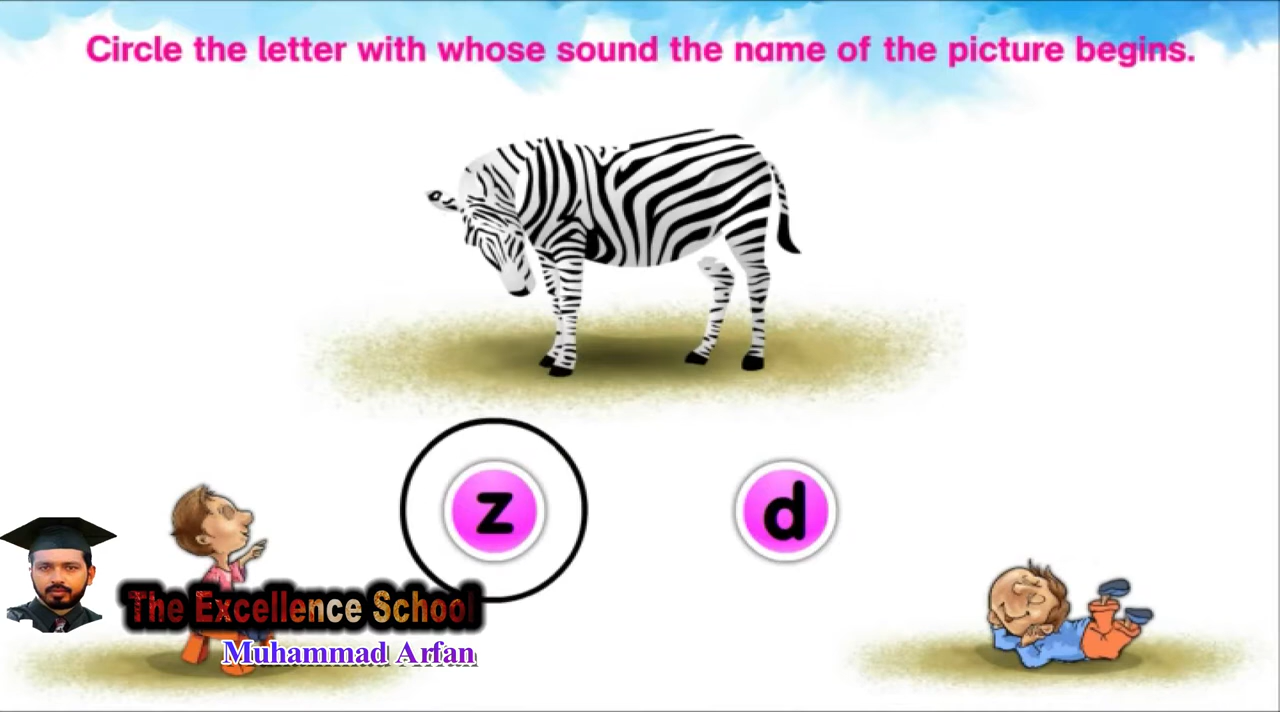 Circle the letter with whose sound the name of the picture begins.
z d
The Excellence School
Muhammad Arfan